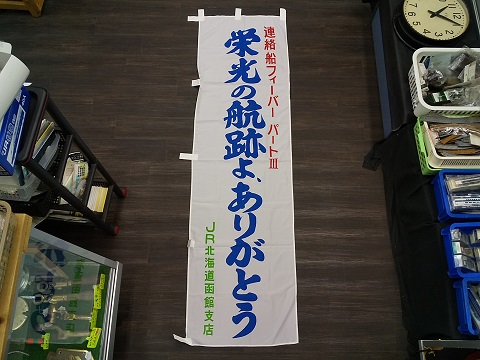 連絡船フィーバー パートⅢ
栄光の航跡よ、ありがとう
JR北海道函館支店